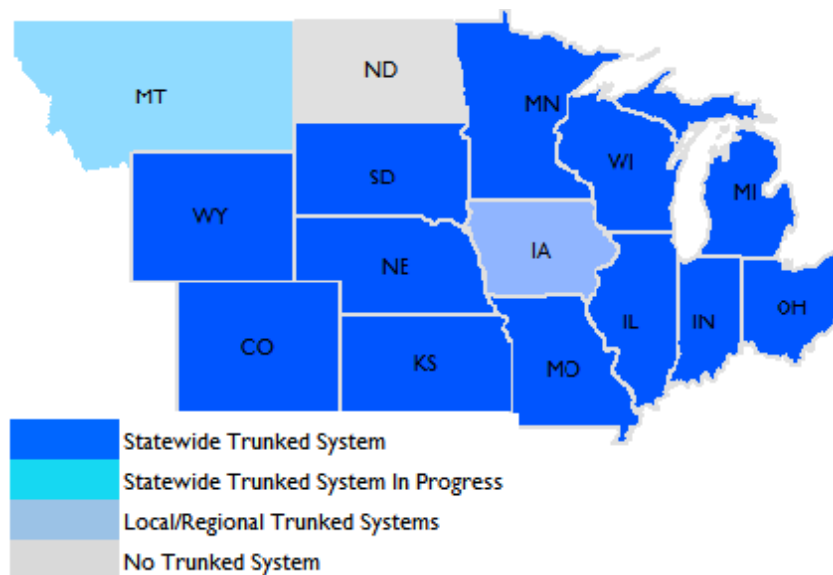 MT
ND
MN
SD
WI
MI
WY
NE
IA
CO
KS
MO
IL
IN
OH
Statewide Trunked System
Statewide Trunked System In Progress
Local/Regional Trunked Systems
No Trunked System